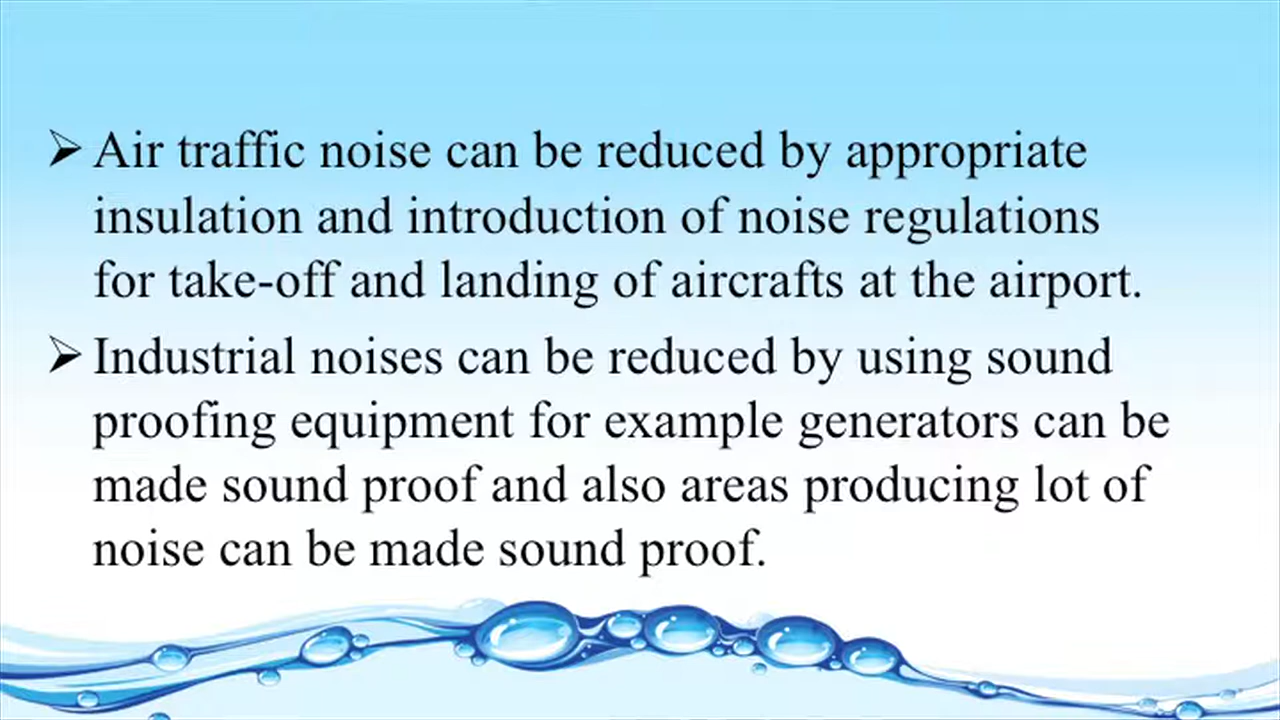 ➢ Air traffic noise can be reduced by appropriate
insulation and introduction of noise regulations
for take-off and landing of aircrafts at the airport.
➢ Industrial noises can be reduced by using sound
proofing equipment for example generators can be
made sound proof and also areas producing lot of
noise can be made sound proof.